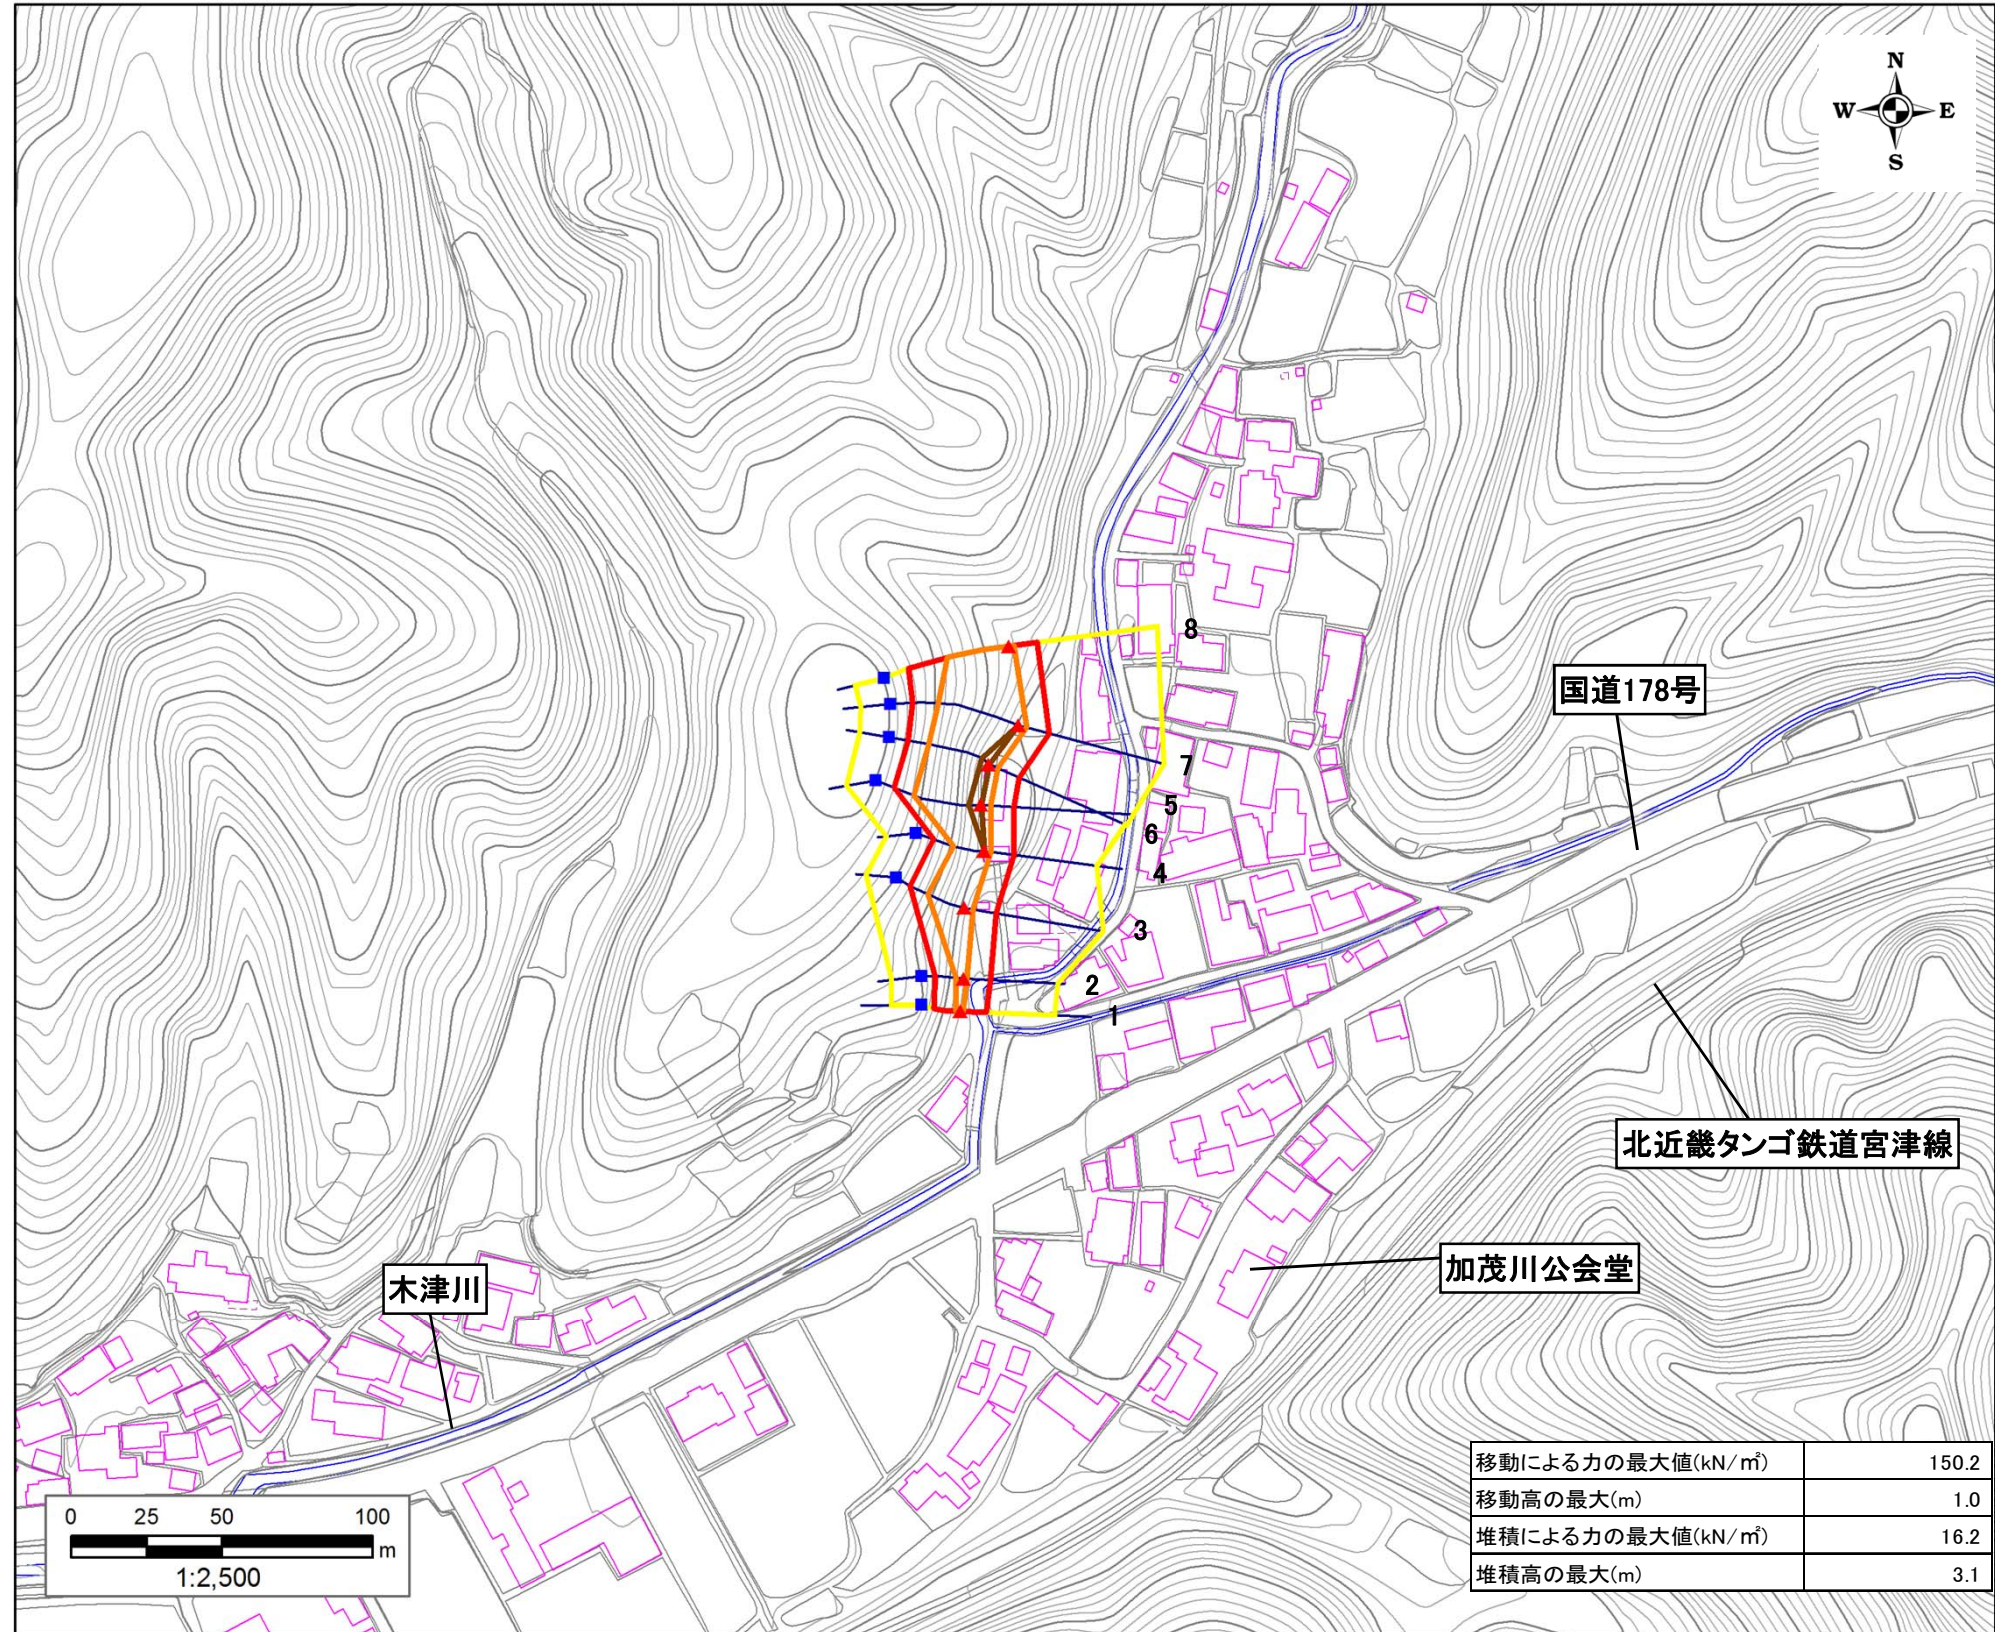 N
W E
S
8
国道178号
7
5
6
4
3
2
1
北近畿タンゴ鉄道宮津線
加茂川公会堂
木津川
移動による力の最大値(kN/㎡) 150.2
移動高の最大(m) 1.0
堆積による力の最大値(kN/㎡) 16.2
堆積高の最大(m) 3.1
0 25 50 100
m
1:2,500